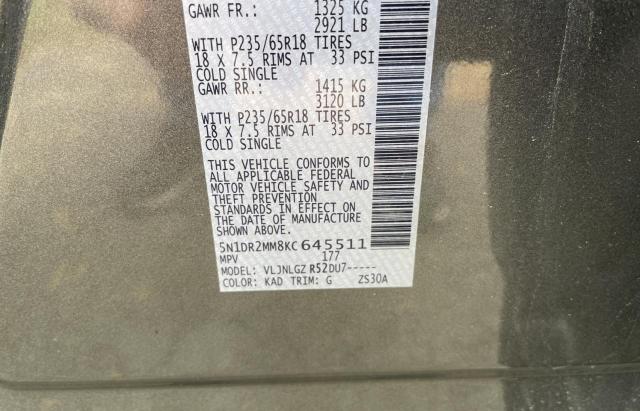 GAWR FR.: 1325 KG
2921 LB
WITH P235/65R18 TIRES
18 X 7.5 RIMS AT 33 PSI
COLD SINGLE
GAWR RR.: 1415 KG
3120 LB
WITH P235/65R18 TIRES
18 X 7.5 RIMS AT 33 PSI
COLD SINGLE
THIS VEHICLE CONFORMS TO
ALL APPLICABLE FEDERAL
MOTOR VEHICLE SAFETY AND
THEFT PREVENTION
STANDARDS IN EFFECT ON
THE DATE OF MANUFACTURE
SHOWN ABOVE.
5N1DR2MM8KC645511
MPV 177
MODEL: VLJNLGZ R52DU7-----
COLOR: KAD TRIM: G ZS30A